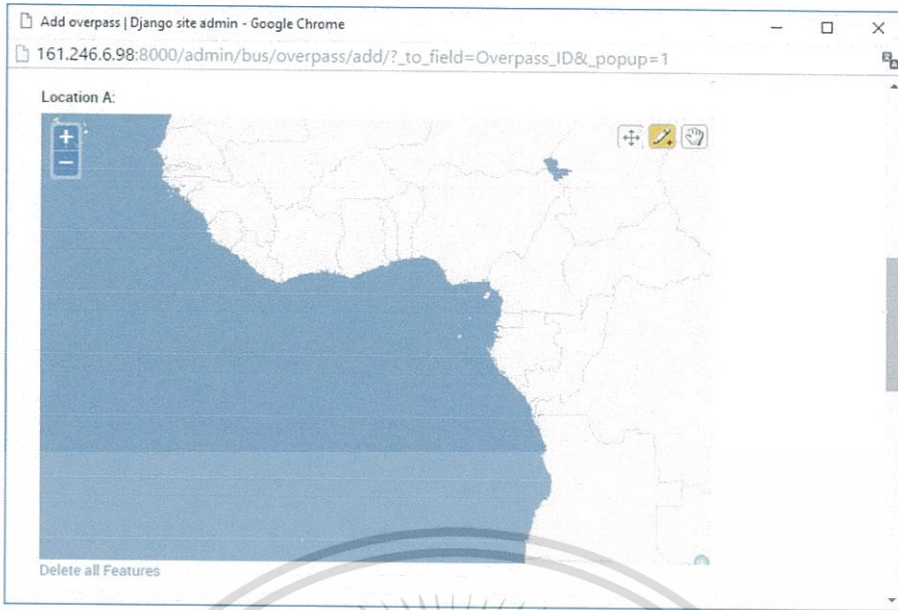 Add overpass | Django site admin - Google Chrome
161.246.6.98:8000/admin/bus/overpass/add/?_to_field=Overpass_ID&_popup=1
Location A:
+
−
Delete all Features